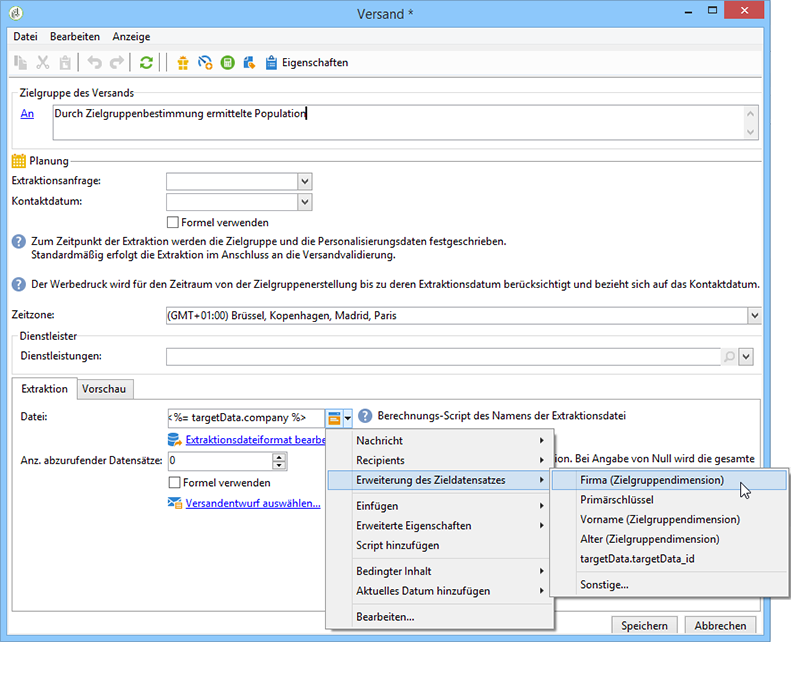 Versand *
Datei Bearbeiten Anzeige
Eigenschaften
Zielgruppe des Versands
An Durch Zielgruppenbestimmung ermittelte Population
Planung
Extraktionsanfrage:
Kontaktdatum:
Formel verwenden
Zum Zeitpunkt der Extraktion werden die Zielgruppe und die Personalisierungsdaten festgeschrieben.
Standardmäßig erfolgt die Extraktion im Anschluss an die Versandvalidierung.
Der Werbedruck wird für den Zeitraum von der Zielgruppenerstellung bis zu deren Extraktionsdatum berücksichtigt und bezieht sich auf das Kontaktdatum.
Zeitzone: (GMT+01:00) Brüssel, Kopenhagen, Madrid, Paris
Dienstleister
Dienstleistungen:
Extraktion Vorschau
Datei: <%= targetData.company %> Berechnungs-Script des Namens der Extraktionsdatei
Extraktionsdateiformat bearbe
Anz. abzurufender Datensätze: 0 ion. Bei Angabe von Null wird die gesamte
Formel verwenden
Versandentwurf auswählen...
Nachricht
Recipients
Erweiterung des Zieldatensatzes
Einfügen
Erweiterte Eigenschaften
Script hinzufügen
Bedingter Inhalt
Aktuelles Datum hinzufügen
Bearbeiten...
Firma (Zielgruppendimension)
Primärschlüssel
Vorname (Zielgruppendimension)
Alter (Zielgruppendimension)
targetData.targetData_id
Sonstige...
Speichern Abbrechen